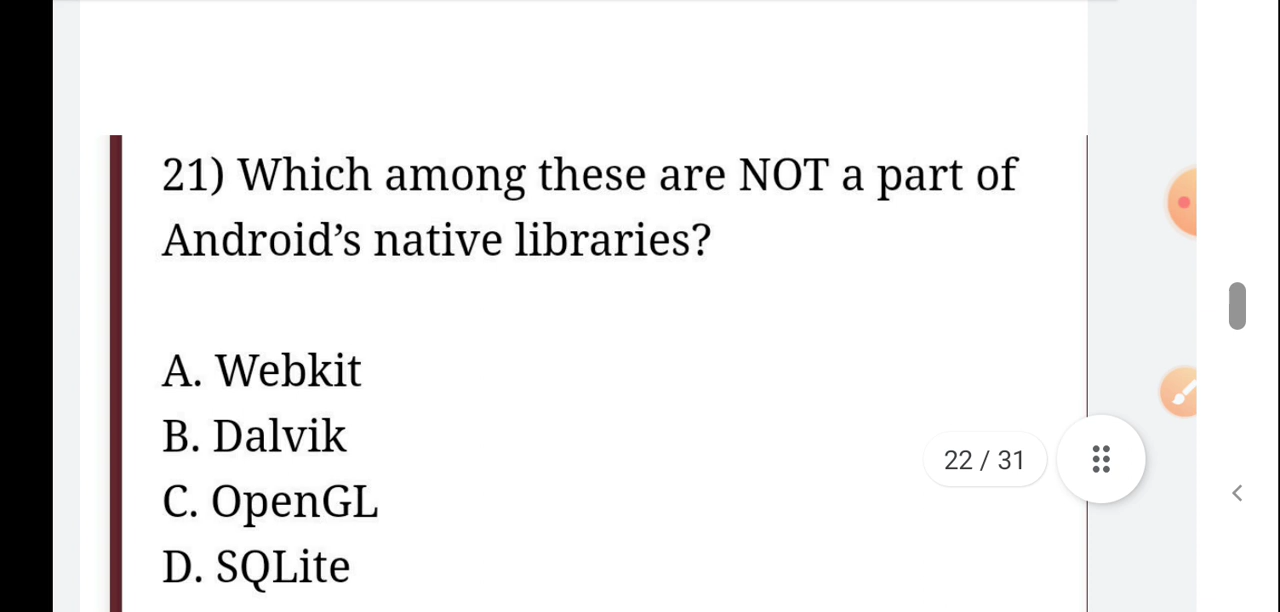 21) Which among these are NOT a part of
Android’s native libraries?
A. Webkit
B. Dalvik
C. OpenGL
D. SQLite
22 / 31